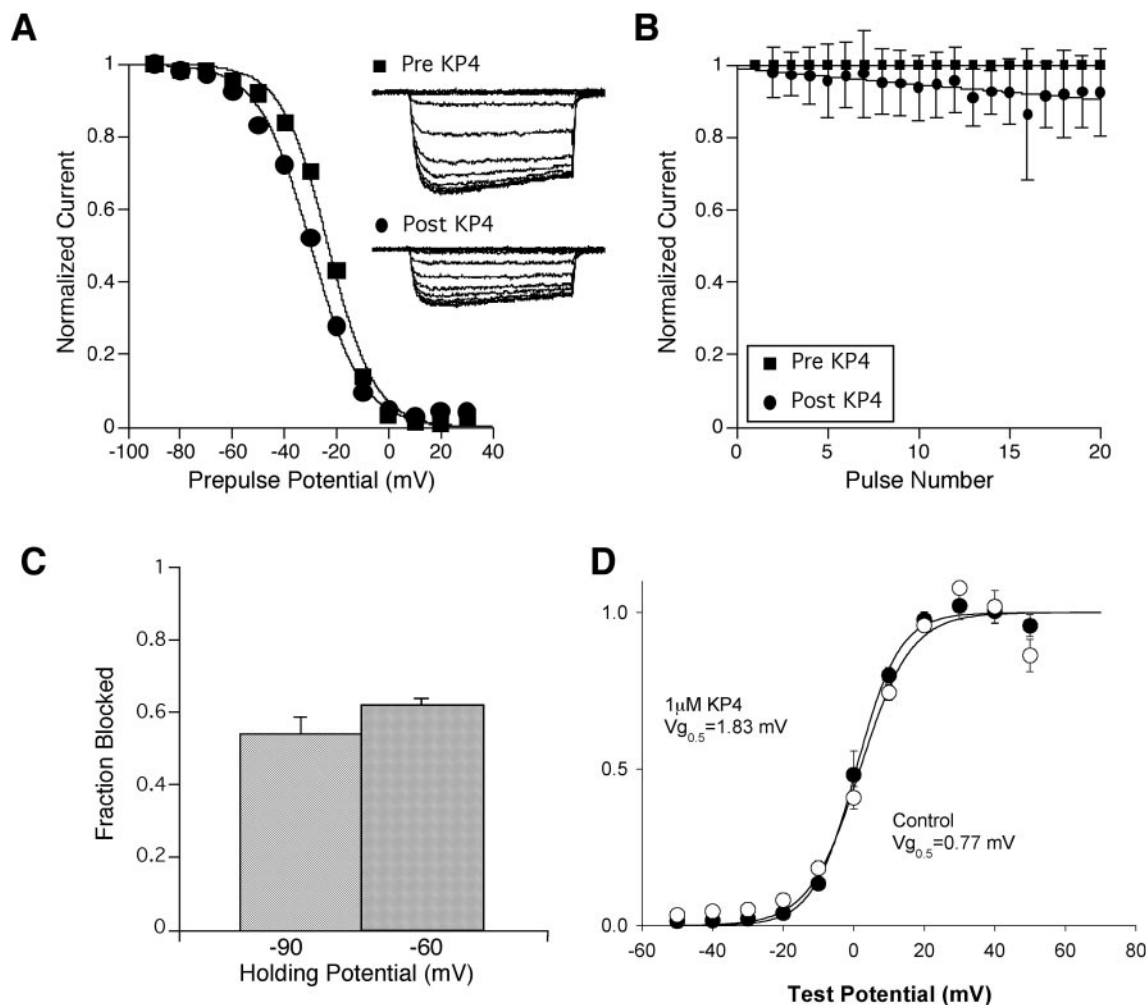 A
Normalized Current
1
0.8
0.6
0.4
0.2
0
-100 -80 -60 -40 -20 0 20 40
Prepulse Potential (mV)
Pre KP4
Post KP4
B
Normalized Current
1
0.8
0.6
0.4
0.2
0
0 5 10 15 20
Pulse Number
Pre KP4
Post KP4
C
Fraction Blocked
1
0.8
0.6
0.4
0.2
0
-90 -60
Holding Potential (mV)
D
1.0
0.5
0.0
1μM KP4
Vg0.5=1.83 mV
Control
Vg0.5=0.77 mV
-60 -40 -20 0 20 40 60 80
Test Potential (mV)